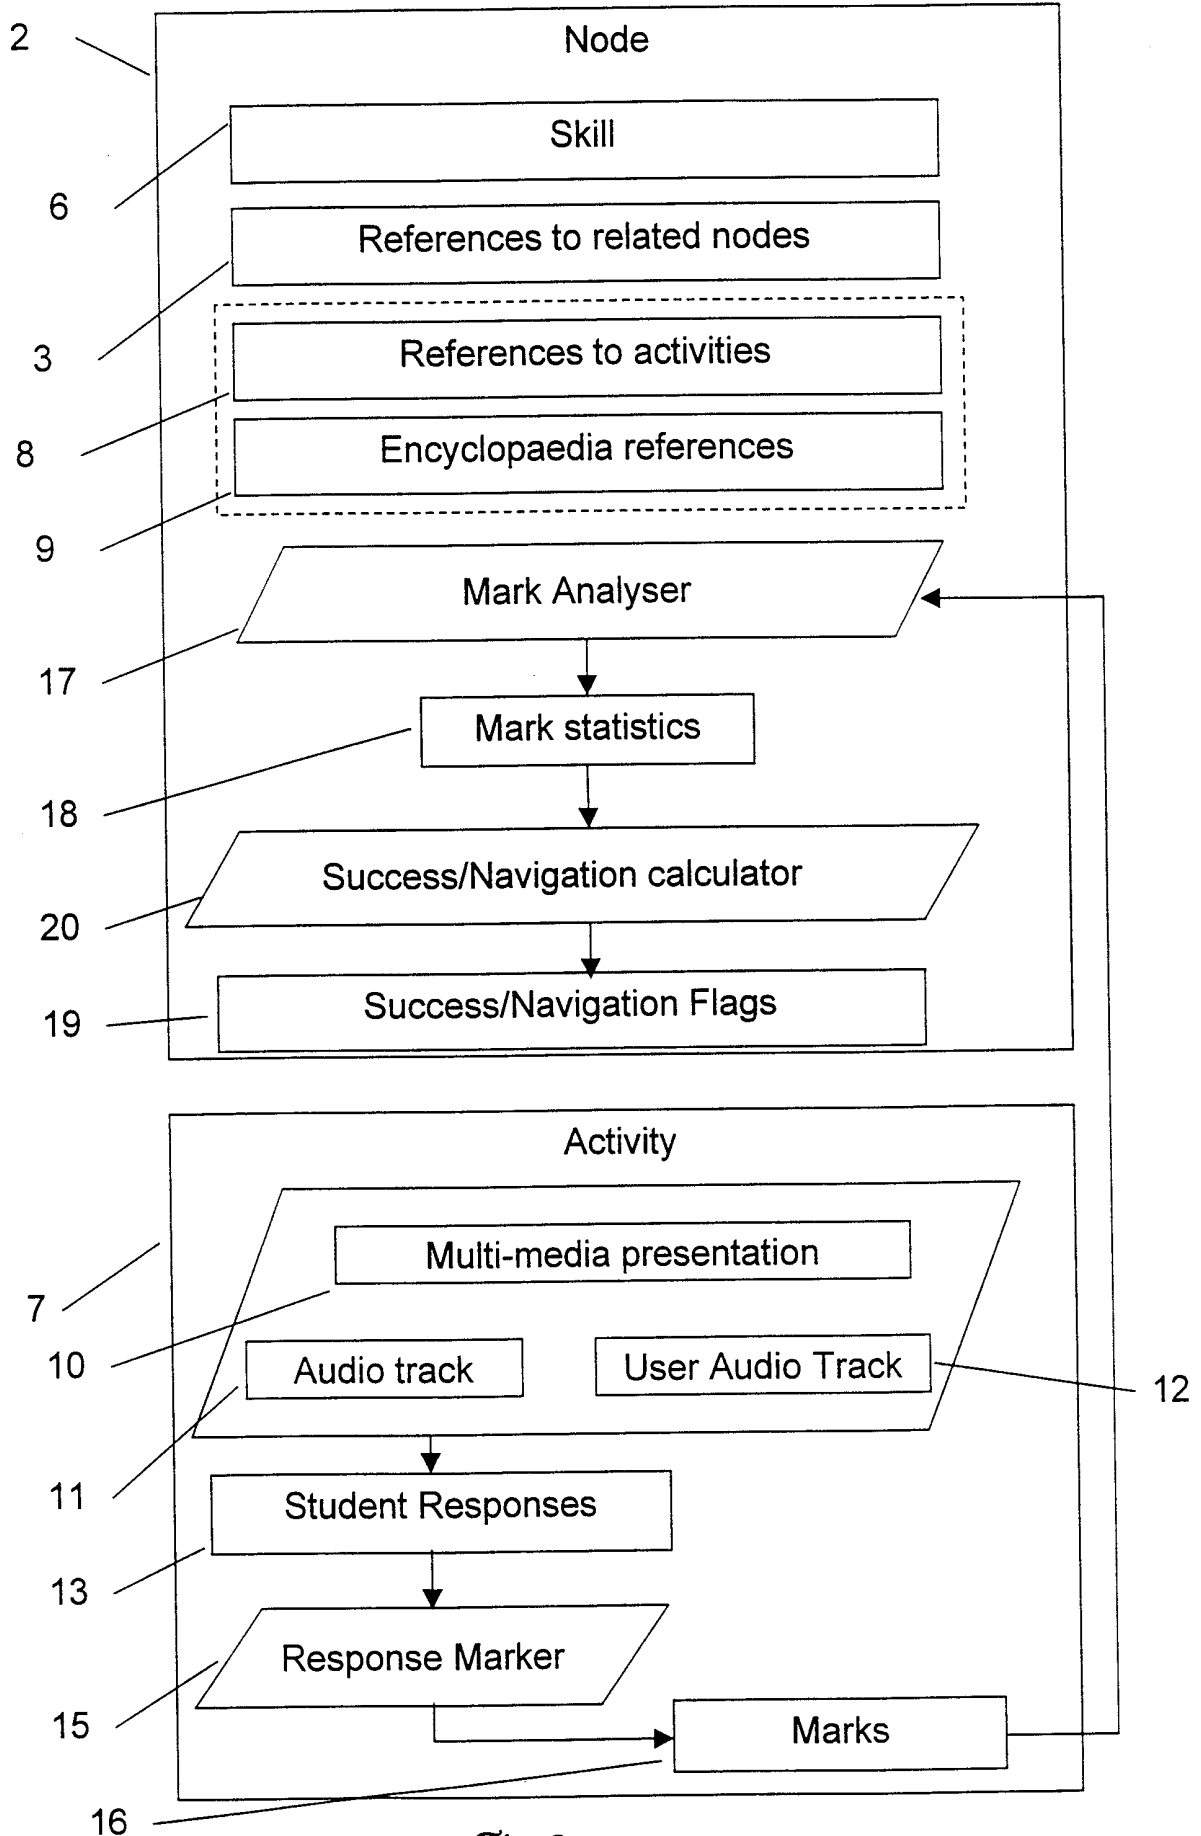 2
Node
Skill
6
References to related nodes
3
References to activities
8
Encyclopaedia references
9
Mark Analyser
17
Mark statistics
18
Success/Navigation calculator
20
Success/Navigation Flags
19
Activity
Multi-media presentation
7
10
Audio track
User Audio Track
12
11
Student Responses
13
Response Marker
15
Marks
16